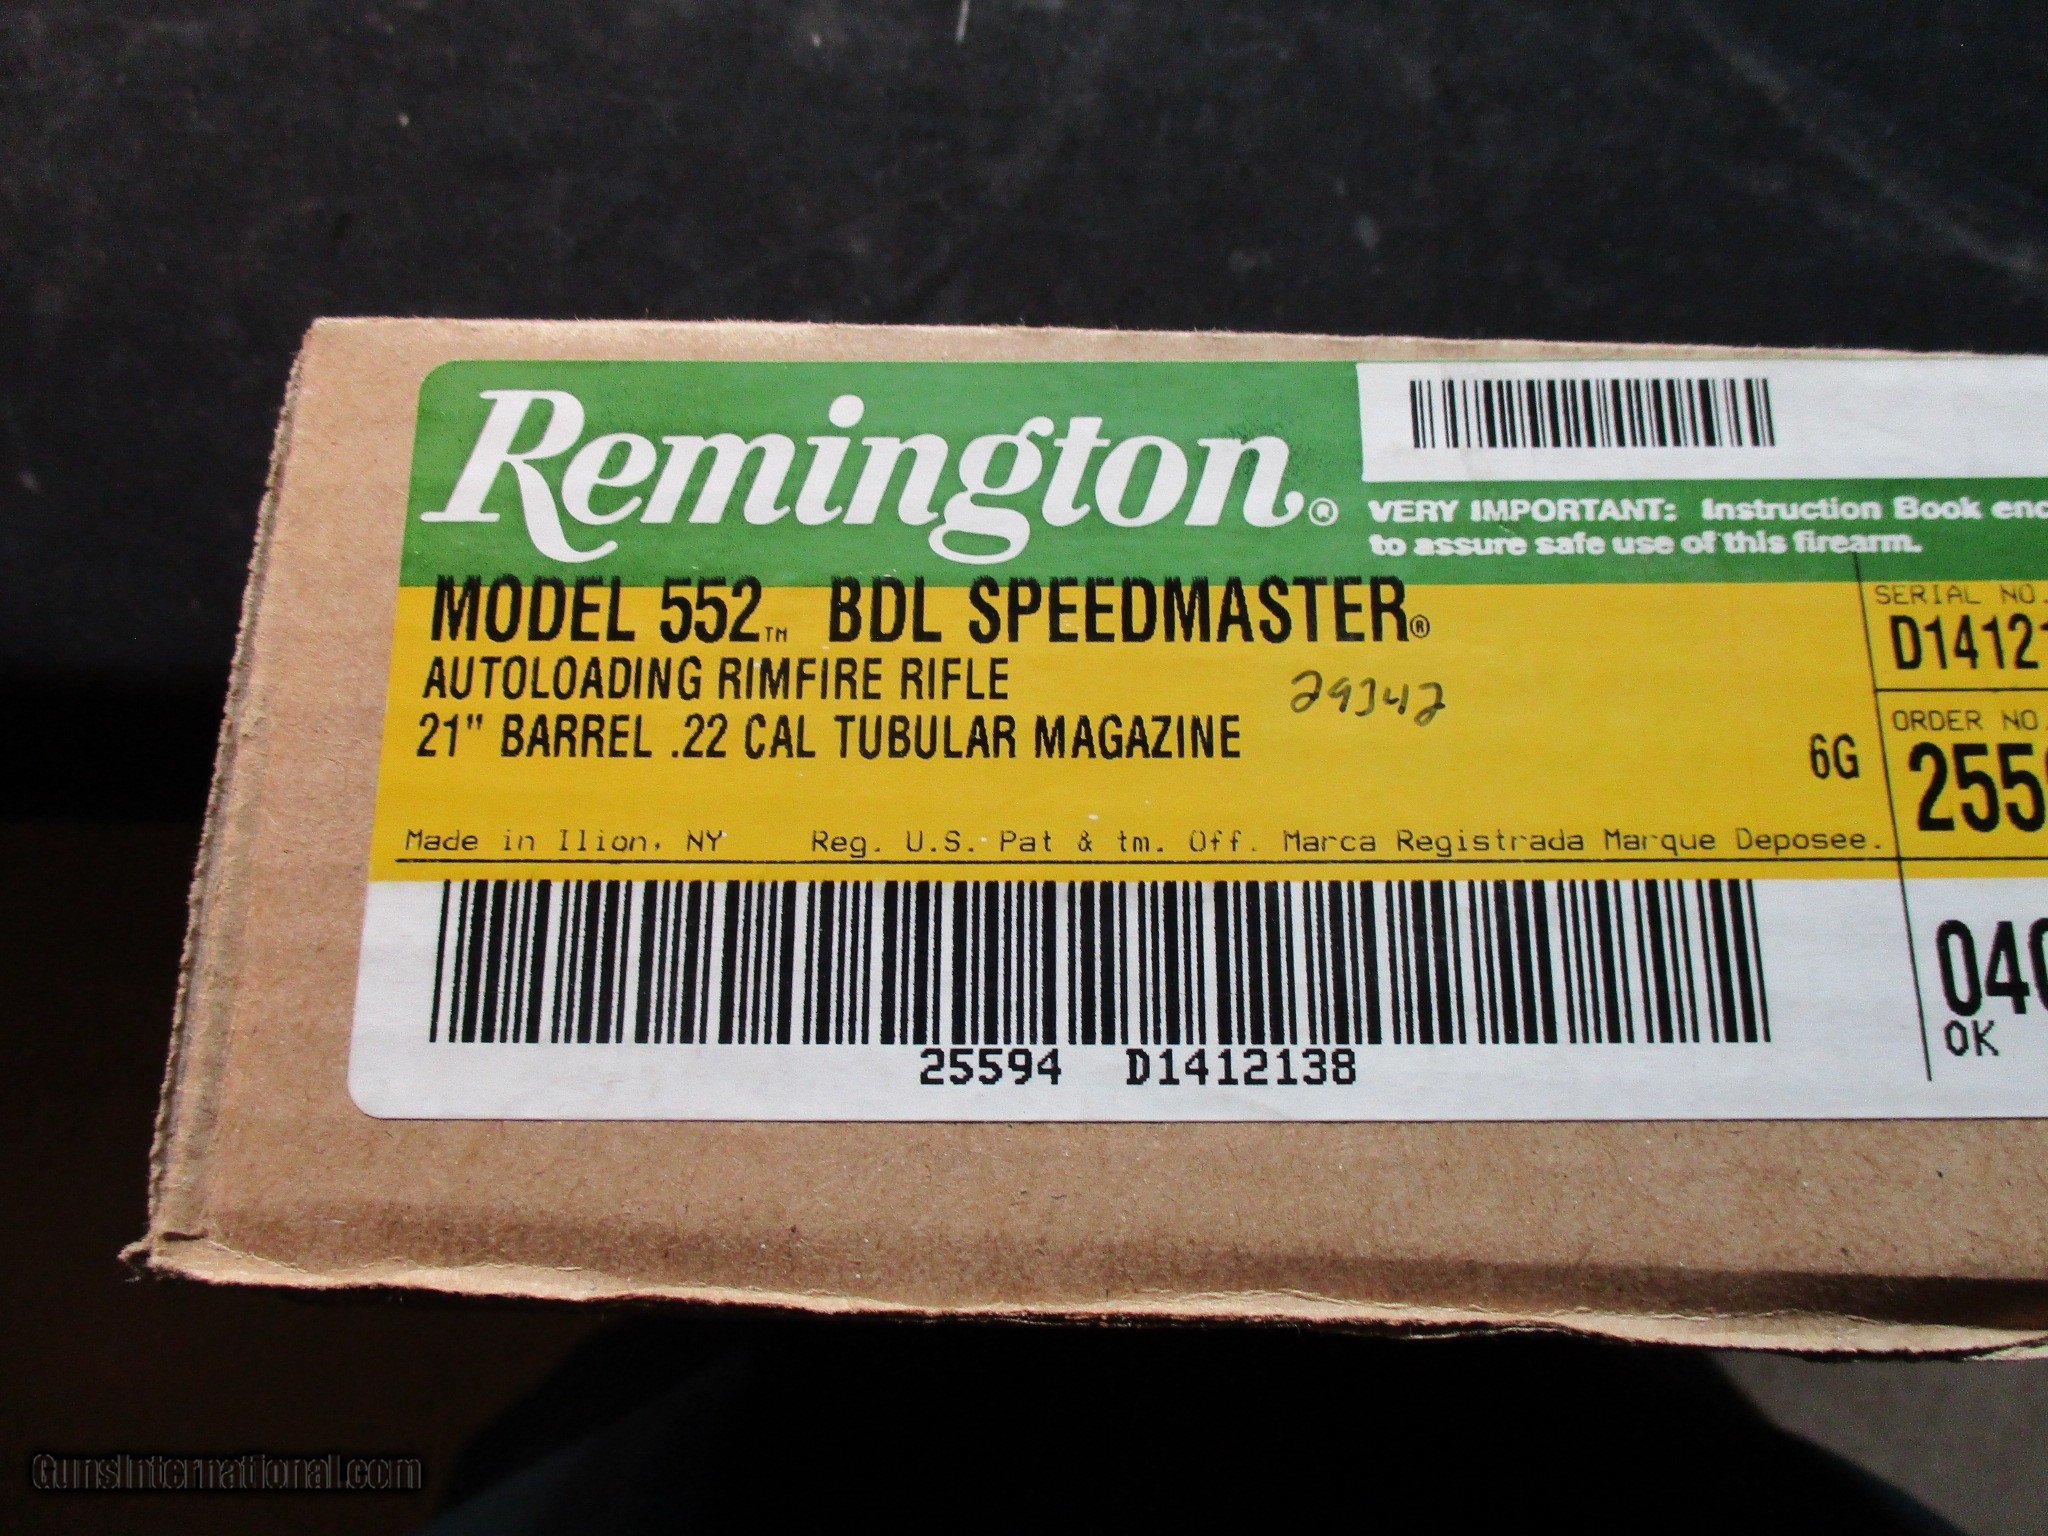 Remington®
VERY IMPORTANT: Instruction Book enc
to assure safe use of this firearm.
MODEL 552™ BDL SPEEDMASTER®
AUTOLOADING RIMFIRE RIFLE
21" BARREL .22 CAL TUBULAR MAGAZINE
29342
6G
SERIAL NO.
D1412
ORDER NO.
255
Made in Ilion, NY Reg. U.S. Pat & tm. Off. Marca Registrada Marque Deposee.
25594 D1412138
040
OK
GunsInternational.com